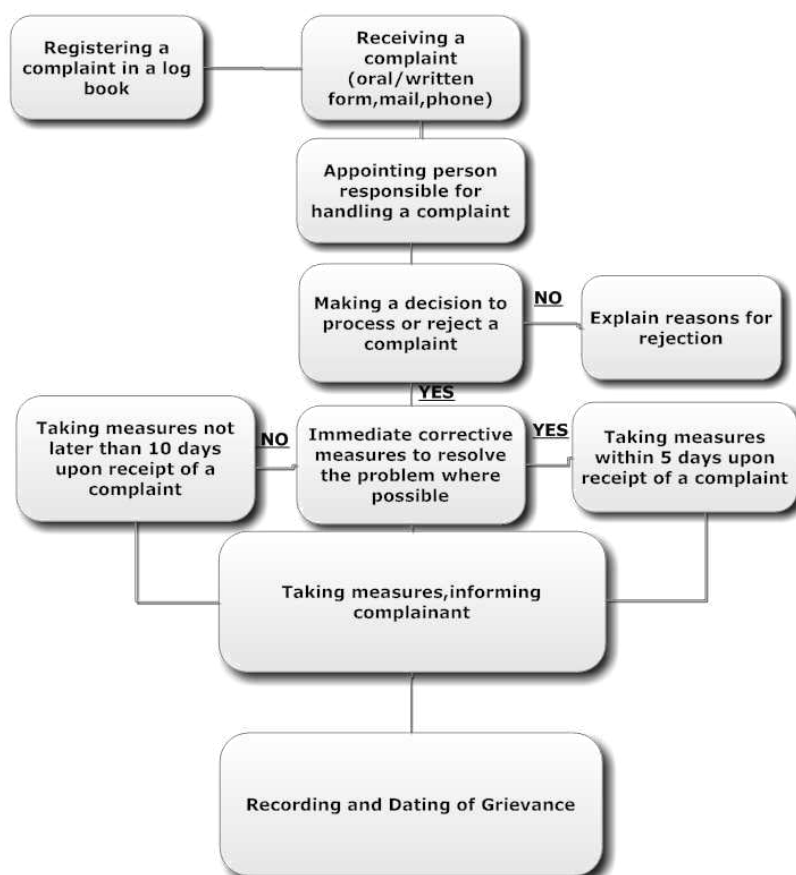 Registering a
complaint in a log
book
Receiving a
complaint
(oral/written
form,mail,phone)
Appointing person
responsible for
handling a complaint
Making a decision to
process or reject a
complaint
NO
Explain reasons for
rejection
YES
Taking measures not
later than 10 days
upon receipt of a
complaint
NO
Immediate corrective
measures to resolve
the problem where
possible
YES
Taking measures
within 5 days upon
receipt of a complaint
Taking measures,informing
complainant
Recording and Dating of Grievance